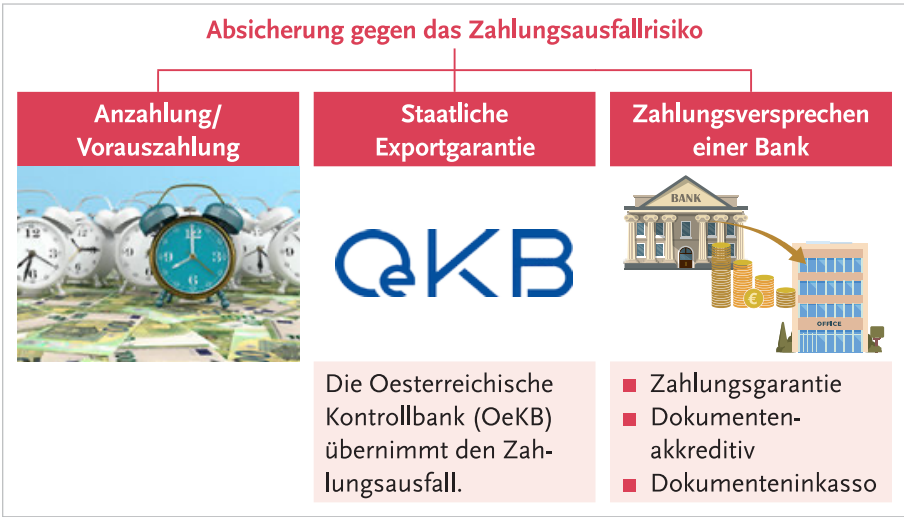 Absicherung gegen das Zahlungsausfallrisiko
Anzahlung/
Vorauszahlung
Staatliche
Exportgarantie
OeKB
Die Oesterreichische
Kontrollbank (OeKB)
übernimmt den Zah-
lungsausfall.
Zahlungsversprechen
einer Bank
BANK
€
OFFICE
■ Zahlungsgarantie
■ Dokumenten-
akkreditiv
■ Dokumenteninkasso